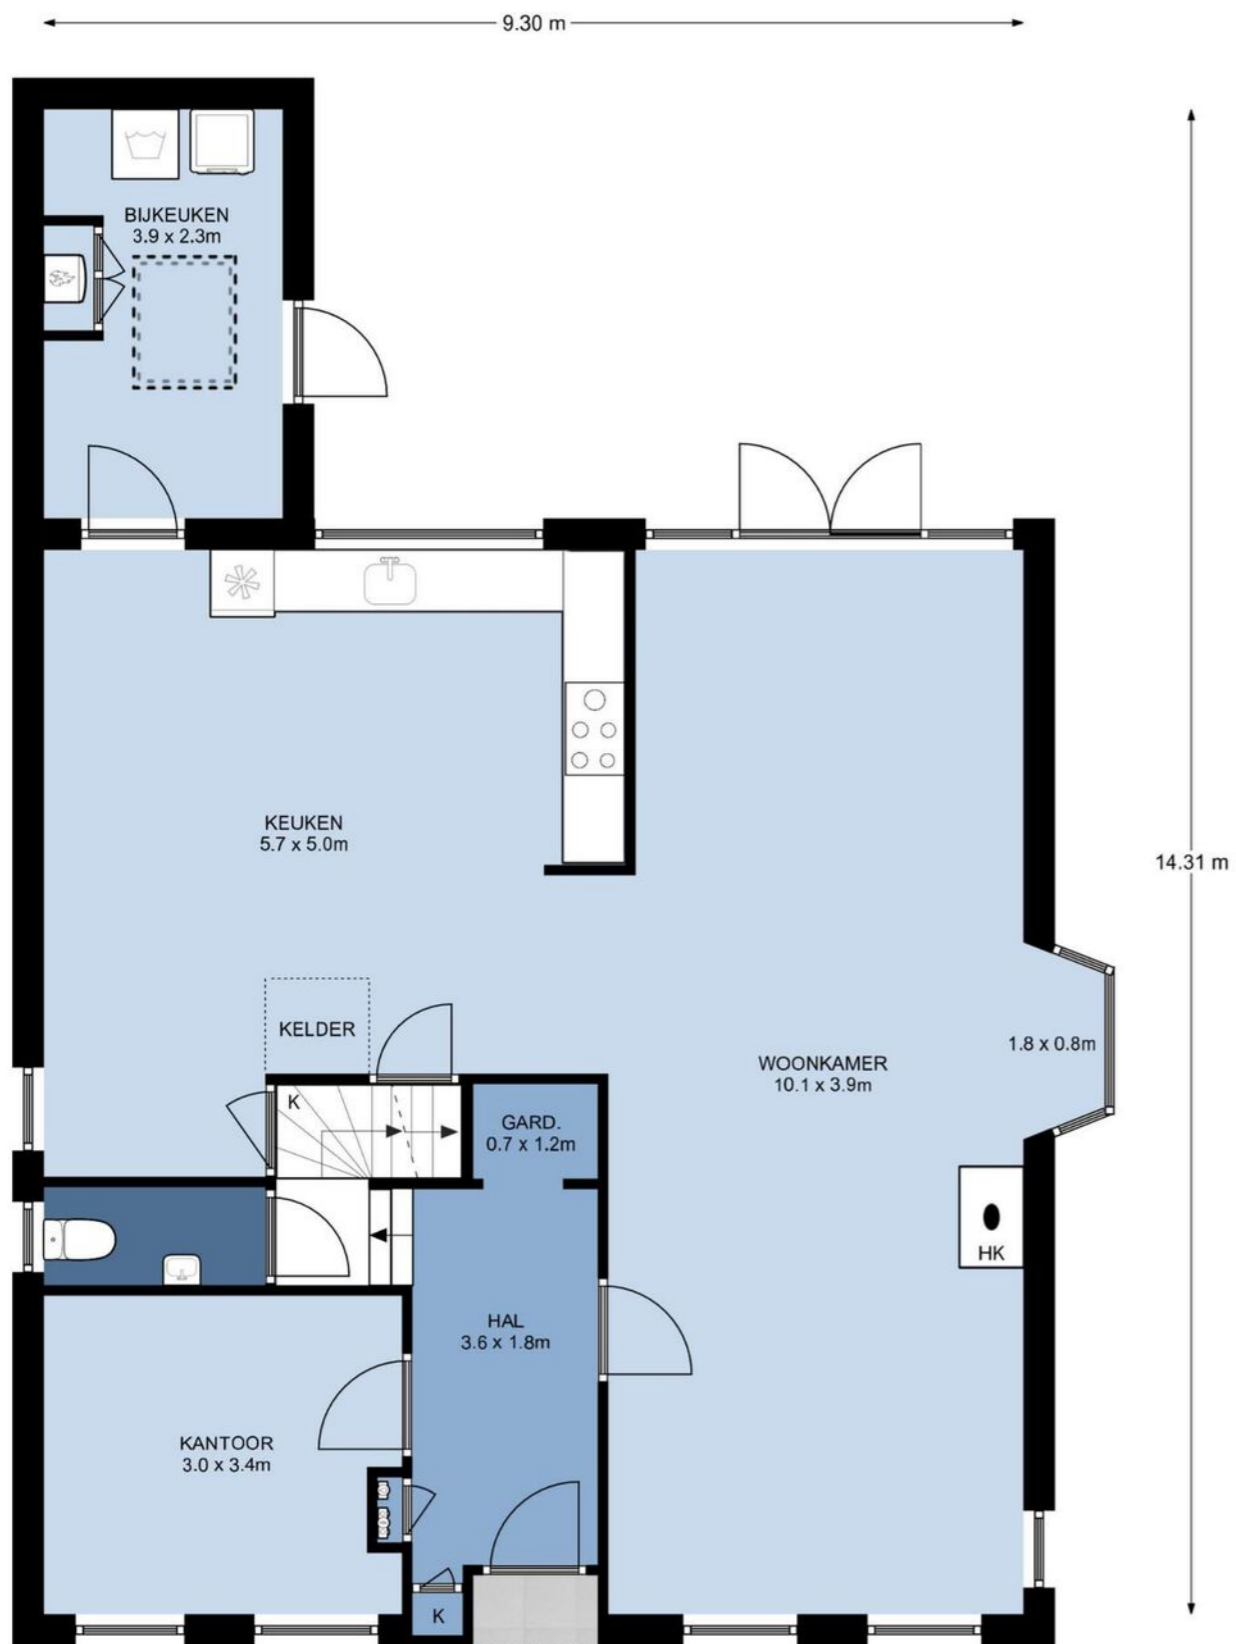 9.30 m
BIJKEUKEN
3.9 x 2.3m
KEUKEN
5.7 x 5.0m
14.31 m
KELDER
1.8 x 0.8m
WOONKAMER
10.1 x 3.9m
K
GARD.
0.7 x 1.2m
HK
HAL
3.6 x 1.8m
KANTOOR
3.0 x 3.4m
K